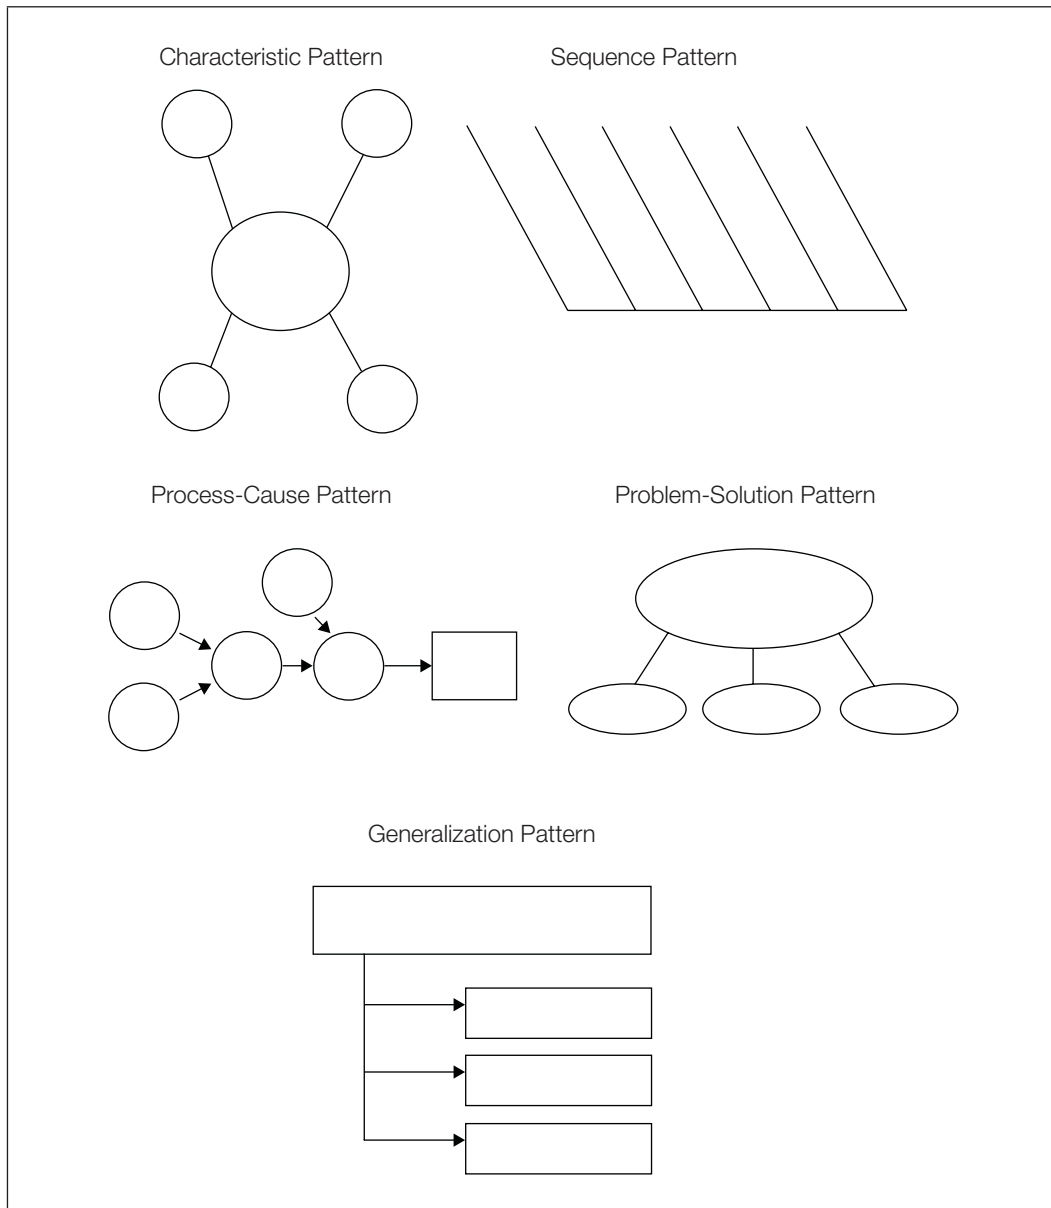 Characteristic Pattern
Sequence Pattern
Process-Cause Pattern
Problem-Solution Pattern
Generalization Pattern